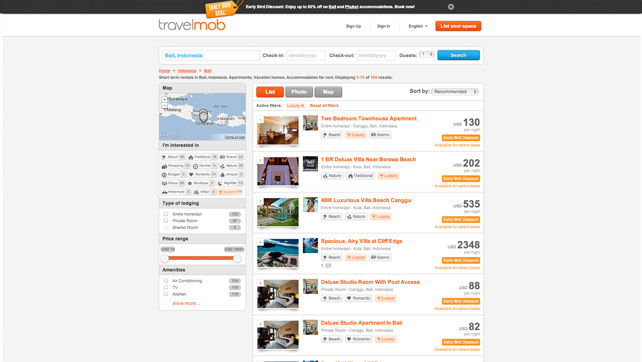 EARLY BIRD DEAL!
Early Bird Discount Enjoy up to 50% off on Bali and Phuket accommodations. Book now!
travelmob
Sign Up
Sign in
English
List your space
Bali, Indonesia
Check-in: mm/dd/yyyy
Check-out: mm/dd/yyyy
Guests: 1
Search
Home > Indonesia > Bali
Short term rentals in Bali, Indonesia. Apartments, Vacation homes, Accommodation for rent. Displaying 1-15 of 194 results.
Map
Surabaya
Malang
Denpasar
Terms of Use
I'm interested in
Beach
Traditional
Scenic
Shopping
Central
Nature
Budget
Romantic
Unique
Group
Boutique
Nightlife
Adventure
Urban
Luxury
Type of lodging
Entire home/apt
Private Room
Shared Room
Price range
USD 10
USD 1000+
Amenities
Air Conditioning
TV
Kitchen
show more...
List
Photo
Map
Sort by: Recommended
Active filters: Luxury
Reset all filters
Two Bedroom Townhouse Apartment
Entire home/apt - Canggu, Bali, Indonesia
Beach
Luxury
Scenic
USD 130
per night
Early Bird Discount
Available for select dates
1 BR Deluxe Villa Near Berawa Beach
Entire home/apt - Kuta, Bali, Indonesia
Nature
Traditional
Luxury
USD 202
per night
Early Bird Discount
Available for select dates
4BR Luxurious Villa Beach Canggu
Entire home/apt - Kuta, Bali, Indonesia
Beach
Nature
Luxury
USD 535
per night
Early Bird Discount
Available for select dates
Spacious, Airy Villa at Cliff Edge
Entire home/apt - Kuta, Bali, Indonesia
Beach
Luxury
Scenic
1
USD 2348
per night
Early Bird Discount
Available for select dates
Deluxe Studio Room With Pool Access
Private Room - Canggu, Bali, Indonesia
Beach
Romantic
Luxury
USD 88
per night
Early Bird Discount
Available for select dates
Deluxe Studio Apartment In Bali
Private Room - Canggu, Bali, Indonesia
Beach
Romantic
Luxury
USD 82
per night
Early Bird Discount
Available for select dates